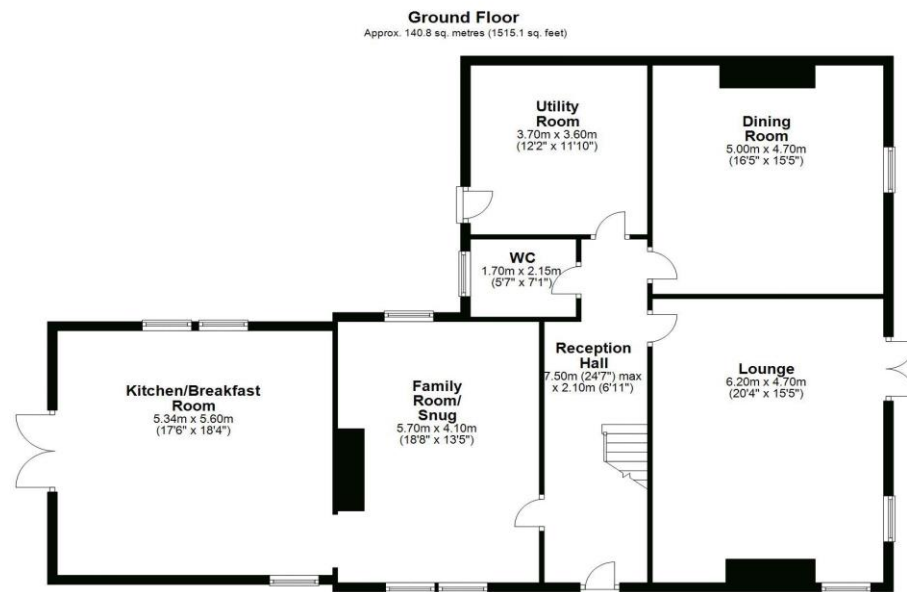 Ground Floor
Approx. 140.8 sq. metres (1515.1 sq. feet)
Utility
Room
3.70m x 3.60m
(12'2" x 11'10")
Dining
Room
5.00m x 4.70m
(16'5" x 15'5")
WC
1.70m x 2.15m
(5'7" x 7'1")
Reception
Hall
7.50m (24'7") max
x 2.10m (6'11")
Lounge
6.20m x 4.70m
(20'4" x 15'5")
Kitchen/Breakfast
Room
5.34m x 5.60m
(17'6" x 18'4")
Family
Room/
Snug
5.70m x 4.10m
(18'8" x 13'5")